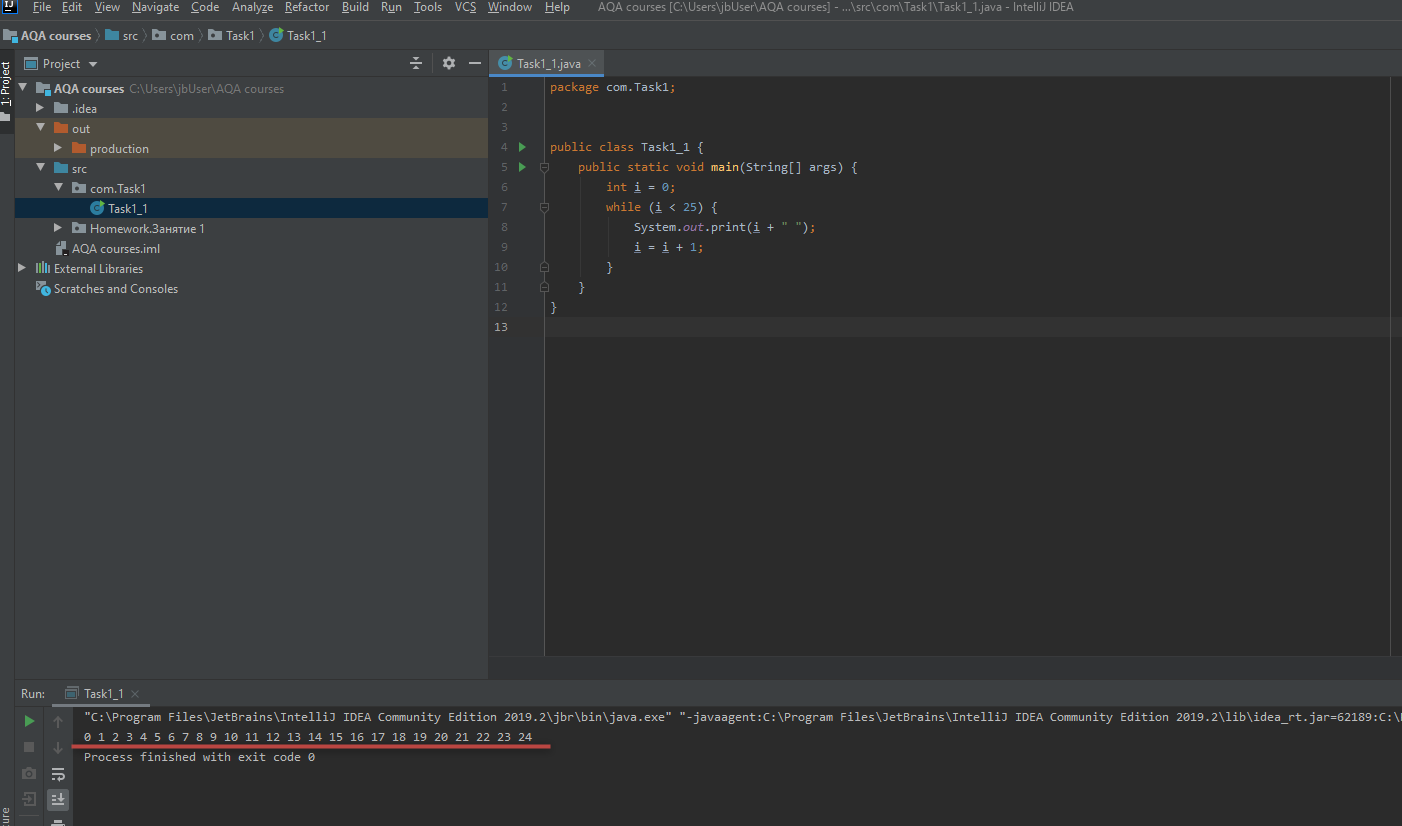 File Edit View Navigate Code Analyze Refactor Build Run Tools VCS Window Help AQA courses [C:\Users\jbUser\AQA courses] - ...\src\com\Task1\Task1_1.java - IntelliJ IDEA
AQA courses src com Task1 Task1_1
1: Project
Project
AQA courses C:\Users\jbUser\AQA courses
.idea
out
production
src
com.Task1
Task1_1
Homework.Занятие 1
AQA courses.iml
External Libraries
Scratches and Consoles
Task1_1.java
1 package com.Task1;
2
3
4 public class Task1_1 {
5 public static void main(String[] args) {
6 int i = 0;
7 while (i < 25) {
8 System.out.print(i + " ");
9 i = i + 1;
10 }
11 }
12 }
13
Run: Task1_1
"C:\Program Files\JetBrains\IntelliJ IDEA Community Edition 2019.2\jbr\bin\java.exe" "-javaagent:C:\Program Files\JetBrains\IntelliJ IDEA Community Edition 2019.2\lib\idea_rt.jar=62189:C:\
0 1 2 3 4 5 6 7 8 9 10 11 12 13 14 15 16 17 18 19 20 21 22 23 24
Process finished with exit code 0